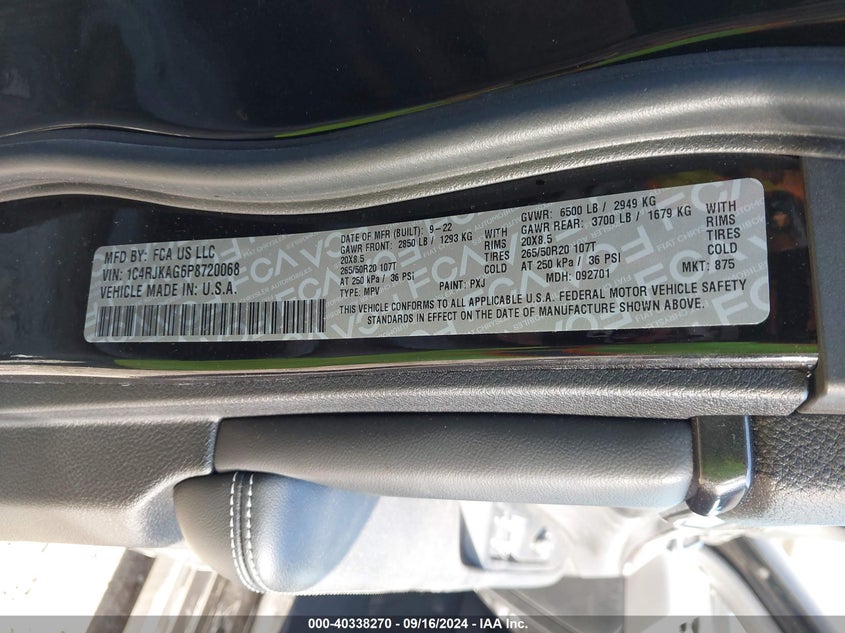 MFD BY: FCA US LLC
VIN: 1C4RJKAG6P8720068
VEHICLE MADE IN: U.S.A.
DATE OF MFR (BUILT): 9-22
GAWR FRONT: 2850 LB / 1293 KG WITH
20X8.5 RIMS
265/50R20 107T TIRES
AT 250 kPa / 36 PSI COLD
TYPE: MPV PAINT: PXJ
GVWR: 6500 LB / 2949 KG
GAWR REAR: 3700 LB / 1679 KG WITH
20X8.5 RIMS
265/50R20 107T TIRES
AT 250 kPa / 36 PSI COLD
MDH: 092701 MKT: 875
THIS VEHICLE CONFORMS TO ALL APPLICABLE U.S.A. FEDERAL MOTOR VEHICLE SAFETY
STANDARDS IN EFFECT ON THE DATE OF MANUFACTURE SHOWN ABOVE.
000-40338270 - 09/16/2024 - IAA Inc.